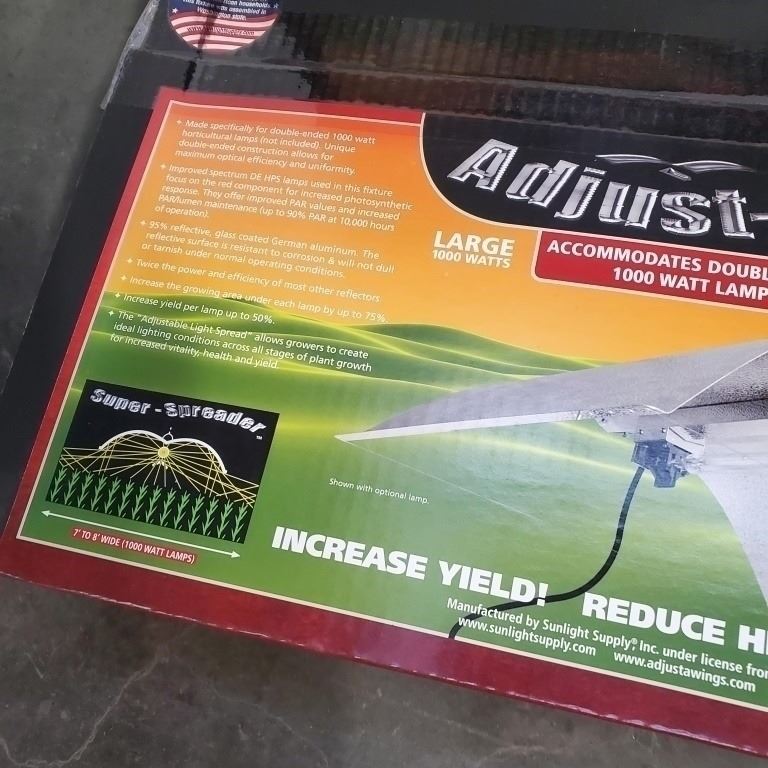 this fixture was assembled in
Washington state.
✦ Made specifically for double-ended 1000 watt
horticultural lamps (not included). Unique
double-ended construction allows for
maximum optical efficiency and uniformity.
✦ Improved spectrum DE HPS lamps used in this fixture
focus on the red component for increased photosynthetic
response. They offer improved PAR values and increased
PAR/lumen maintenance (up to 90% PAR at 10,000 hours
of operation).
✦ 95% reflective, glass coated German aluminum. The
reflective surface is resistant to corrosion & will not dull
or tarnish under normal operating conditions.
✦ Twice the power and efficiency of most other reflectors.
✦ Increase the growing area under each lamp by up to 75%.
✦ Increase yield per lamp up to 50%.
✦ The "Adjustable Light Spread" allows growers to create
ideal lighting conditions across all stages of plant growth
for increased vitality, health and yield.
Adjust-
LARGE
1000 WATTS
ACCOMMODATES DOUBL
1000 WATT LAMP
Super-Spreader™
7' TO 8' WIDE (1000 WATT LAMPS)
Shown with optional lamp.
INCREASE YIELD! REDUCE H
Manufactured by Sunlight Supply®, Inc. under license from
www.sunlightsupply.com www.adjustawings.com